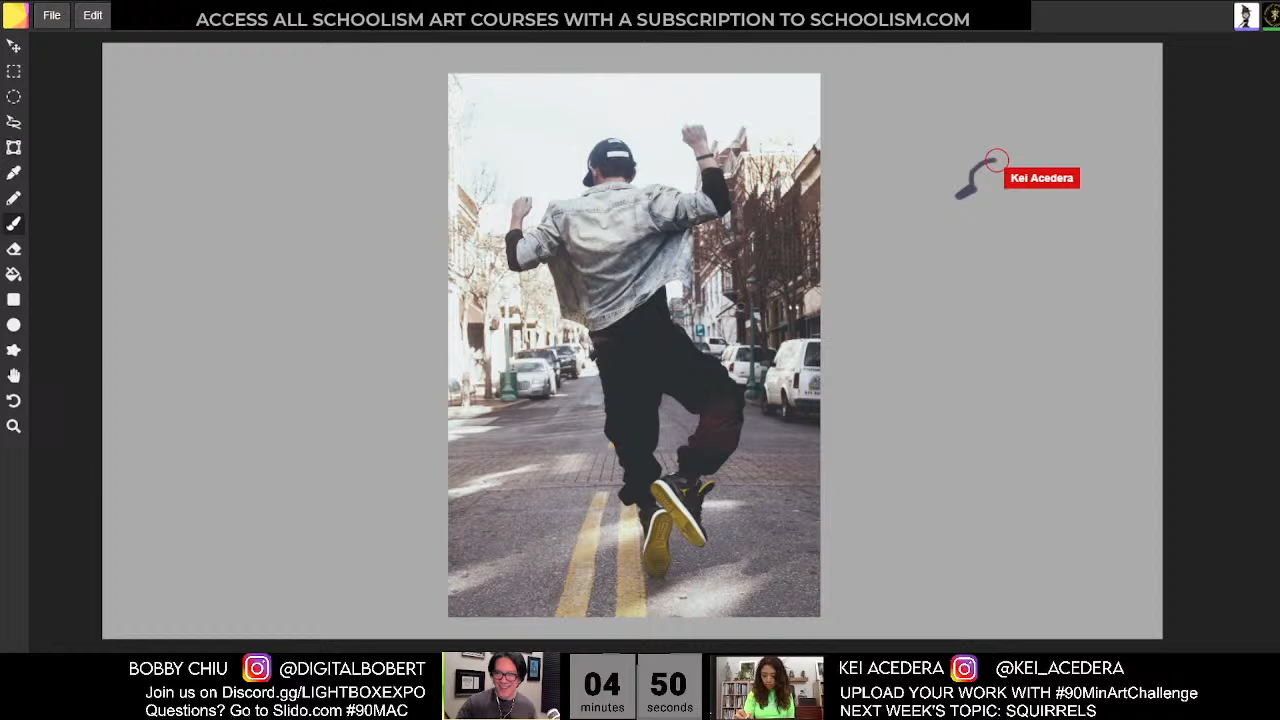 File Edit ACCESS ALL SCHOOLISM ART COURSES WITH A SUBSCRIPTION TO SCHOOLISM.COM
Kei Acedera
BOBBY CHIU @DIGITALBOBERT
Join us on Discord.gg/LIGHTBOXEXPO
Questions? Go to Slido.com #90MAC
04 50
minutes seconds
KEI ACEDERA @KEI_ACEDERA
UPLOAD YOUR WORK WITH #90MinArtChallenge
NEXT WEEK'S TOPIC: SQUIRRELS